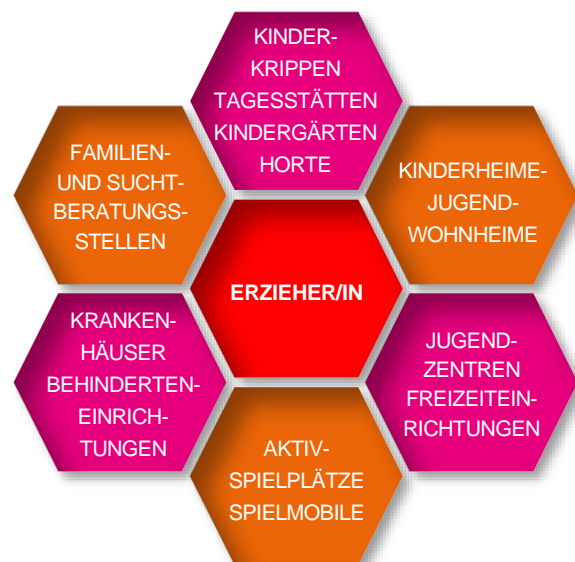 KINDER-
KRIPPEN
TAGESSTÄTTEN
KINDERGÄRTEN
HORTE
FAMILIEN-
UND SUCHT-
BERATUNGS-
STELLEN
KINDERHEIME-
JUGEND-
WOHNHEIME
ERZIEHER/IN
KRANKEN-
HÄUSER
BEHINDERTEN-
EINRICH-
TUNGEN
JUGEND-
ZENTREN
FREIZEITEIN-
RICHTUNGEN
AKTIV-
SPIELPLÄTZE
SPIELMOBILE